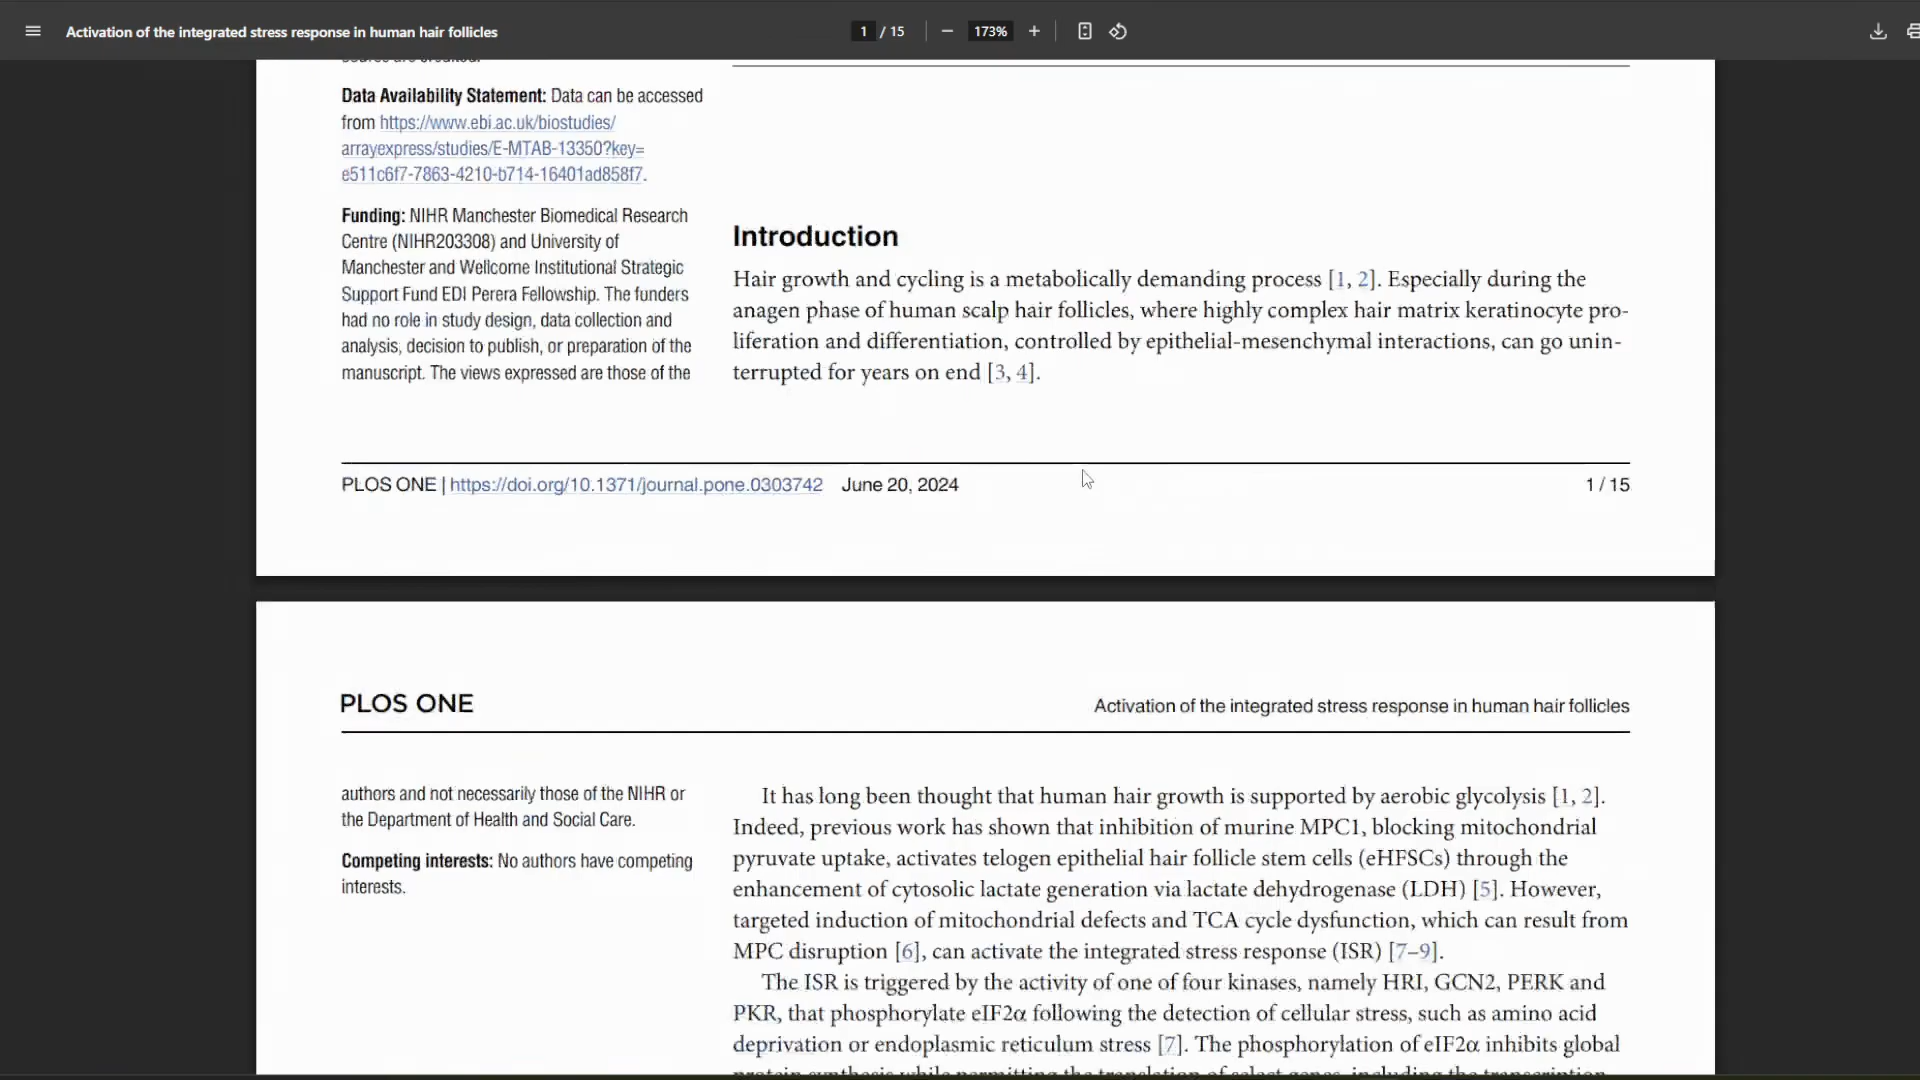 Activation of the integrated stress response in human hair follicles
1 / 15
173%
Data Availability Statement: Data can be accessed
from https://www.ebi.ac.uk/biostudies/
arrayexpress/studies/E-MTAB-13350?key=
e511c6f7-7863-4210-b714-16401ad858f7.
Funding: NIHR Manchester Biomedical Research
Centre (NIHR203308) and University of
Manchester and Wellcome Institutional Strategic
Support Fund EDI Perera Fellowship. The funders
had no role in study design, data collection and
analysis, decision to publish, or preparation of the
manuscript. The views expressed are those of the
Introduction
Hair growth and cycling is a metabolically demanding process [1, 2]. Especially during the
anagen phase of human scalp hair follicles, where highly complex hair matrix keratinocyte pro-
liferation and differentiation, controlled by epithelial-mesenchymal interactions, can go unin-
terrupted for years on end [3, 4].
PLOS ONE | https://doi.org/10.1371/journal.pone.0303742 June 20, 2024
1 / 15
PLOS ONE
Activation of the integrated stress response in human hair follicles
authors and not necessarily those of the NIHR or
the Department of Health and Social Care.
Competing interests: No authors have competing
interests.
It has long been thought that human hair growth is supported by aerobic glycolysis [1, 2].
Indeed, previous work has shown that inhibition of murine MPC1, blocking mitochondrial
pyruvate uptake, activates telogen epithelial hair follicle stem cells (eHFSCs) through the
enhancement of cytosolic lactate generation via lactate dehydrogenase (LDH) [5]. However,
targeted induction of mitochondrial defects and TCA cycle dysfunction, which can result from
MPC disruption [6], can activate the integrated stress response (ISR) [7–9].
The ISR is triggered by the activity of one of four kinases, namely HRI, GCN2, PERK and
PKR, that phosphorylate eIF2α following the detection of cellular stress, such as amino acid
deprivation or endoplasmic reticulum stress [7]. The phosphorylation of eIF2α inhibits global